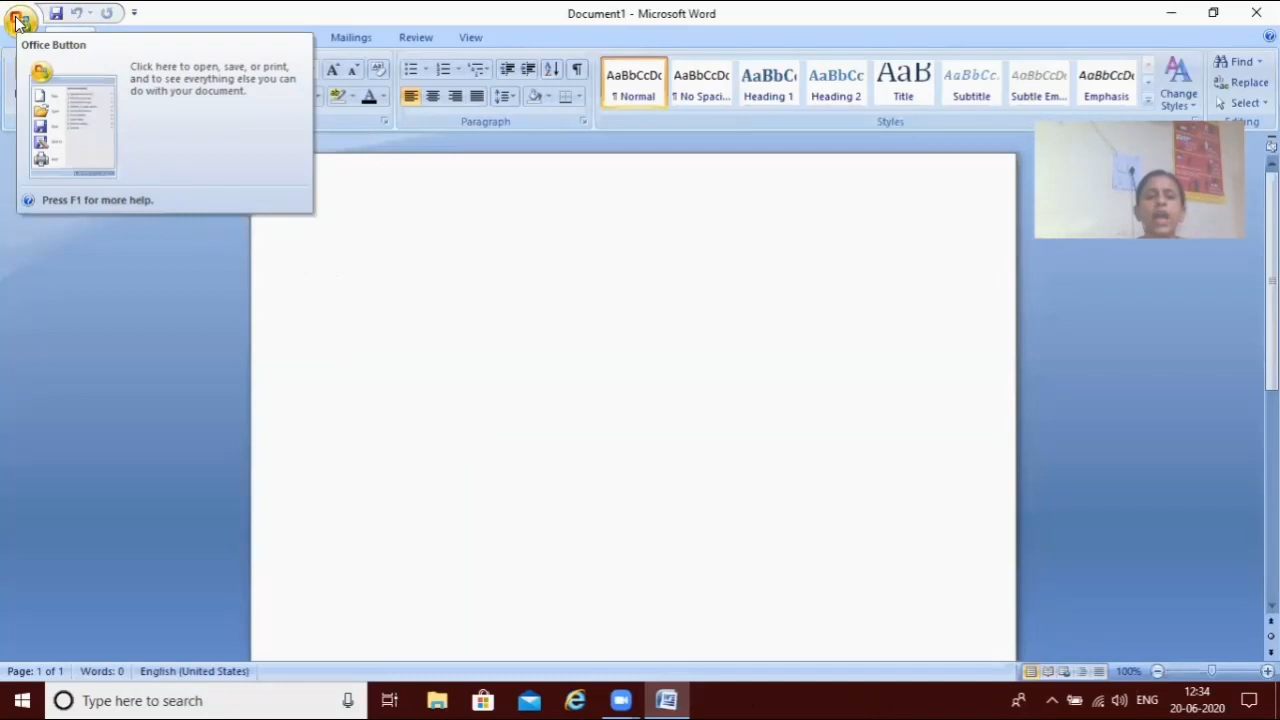 Document1 - Microsoft Word
Office Button
Click here to open, save, or print,
and to see everything else you can
do with your document.
Press F1 for more help.
Mailings Review View
AaBbCcDc AaBbCcDc AaBbC AaBbCc AaB AaBbCc. AaBbCcDc AaBbCcDc
¶ Normal ¶ No Spaci... Heading 1 Heading 2 Title Subtitle Subtle Em... Emphasis
Change
Styles
Find
Replace
Select
Paragraph Styles Editing
Page: 1 of 1 Words: 0 English (United States) 100%
Type here to search
ENG
12:34
20-06-2020